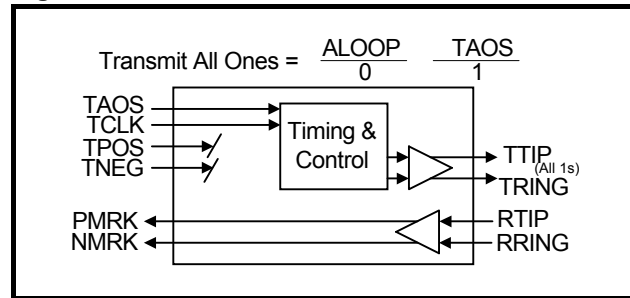 Transmit All Ones = ALOOP TAOS
0 1
TAOS
TCLK
TPOS
TNEG
Timing &
Control
TTIP
(All 1s)
TRING
PMRK
NMRK
RTIP
RRING